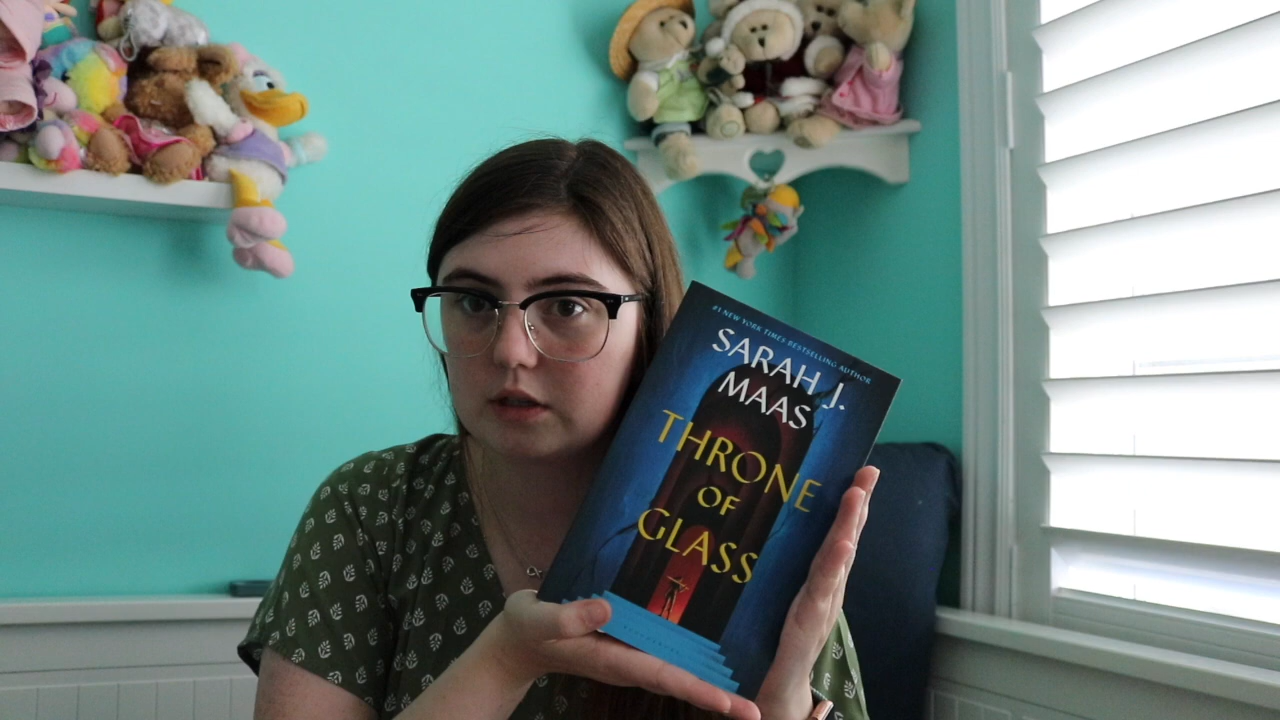 #1 NEW YORK TIMES BESTSELLING AUTHOR
SARAH J.
MAAS
THRONE
OF
GLASS